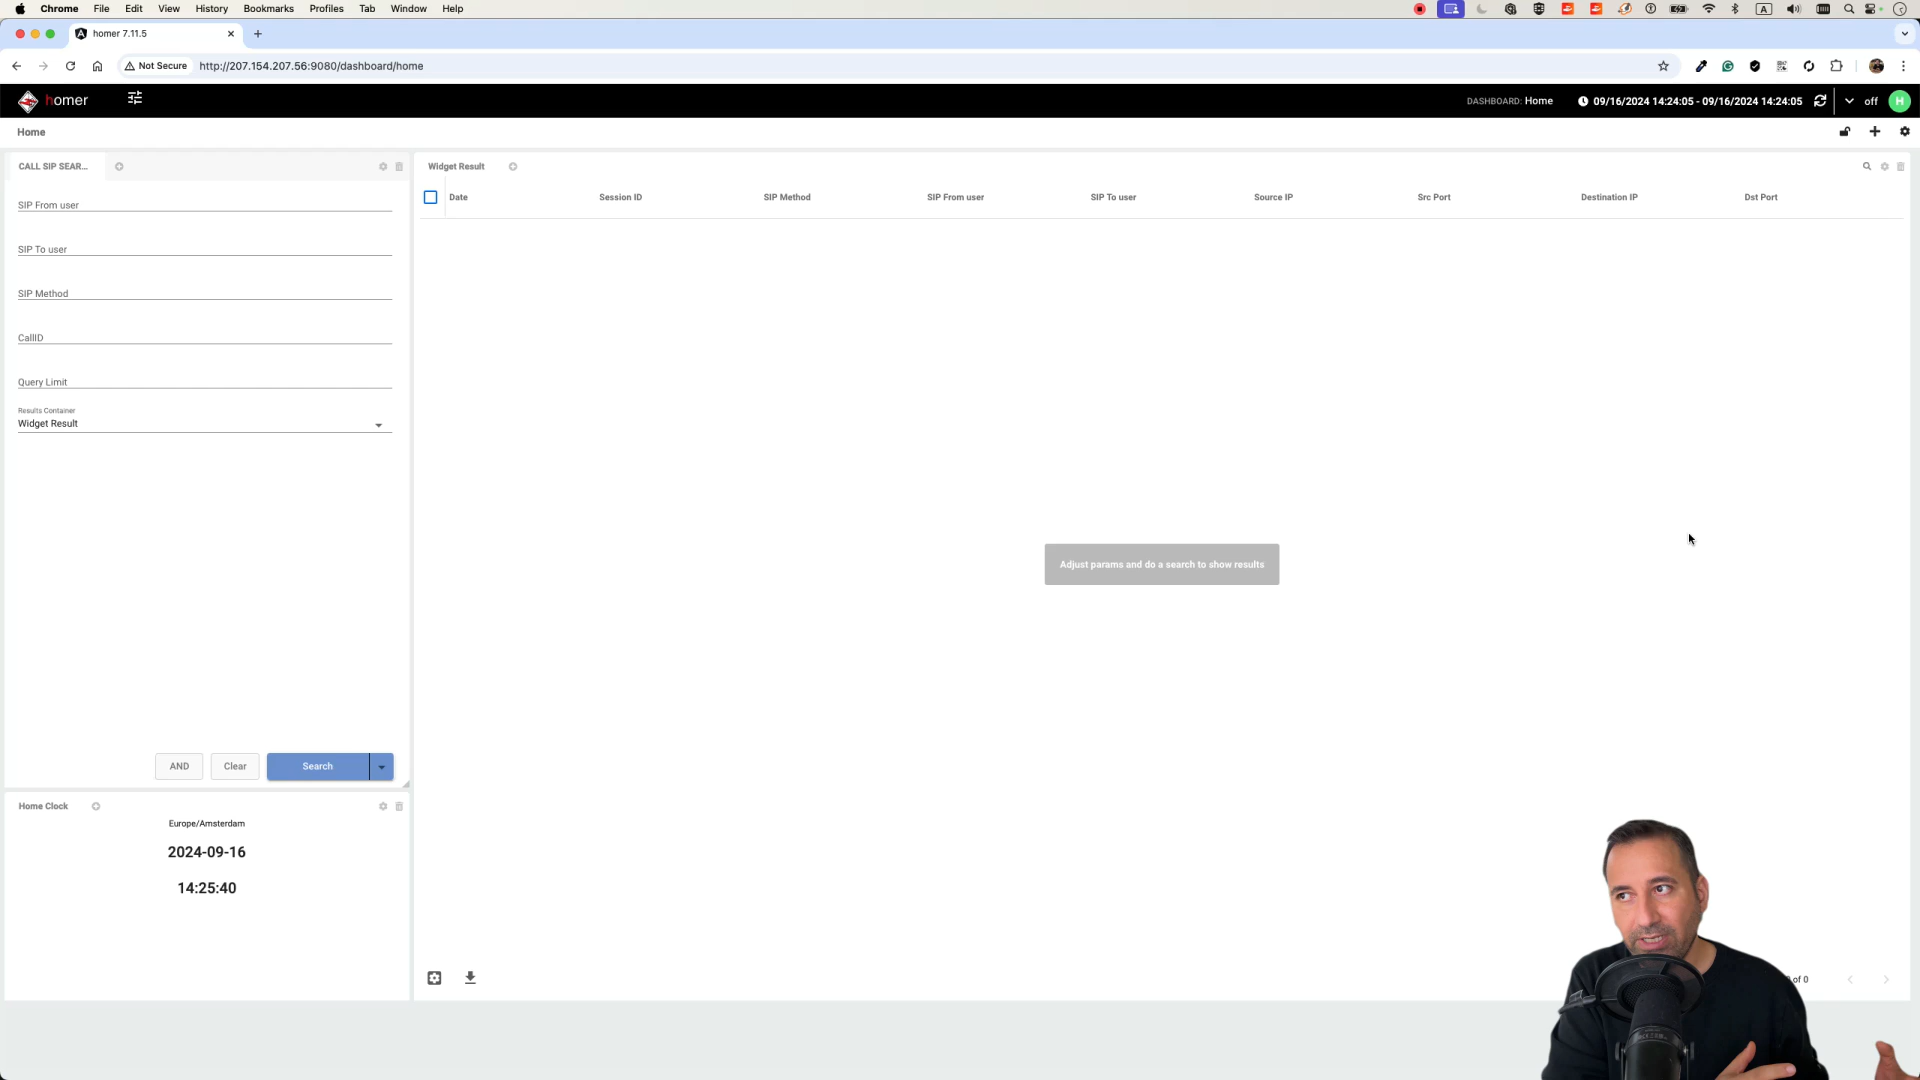 Chrome File Edit View History Bookmarks Profiles Tab Window Help
homer 7.11.5
Not Secure http://207.154.207.56:9080/dashboard/home
homer DASHBOARD: Home 09/16/2024 14:24:05 - 09/16/2024 14:24:05 off H
Home
CALL SIP SEAR...
Widget Result
SIP From user
SIP To user
SIP Method
CallID
Query Limit
Results Container
Widget Result
Date Session ID SIP Method SIP From user SIP To user Source IP Src Port Destination IP Dst Port
Adjust params and do a search to show results
AND Clear Search
Home Clock
Europe/Amsterdam
2024-09-16
14:25:40
of 0